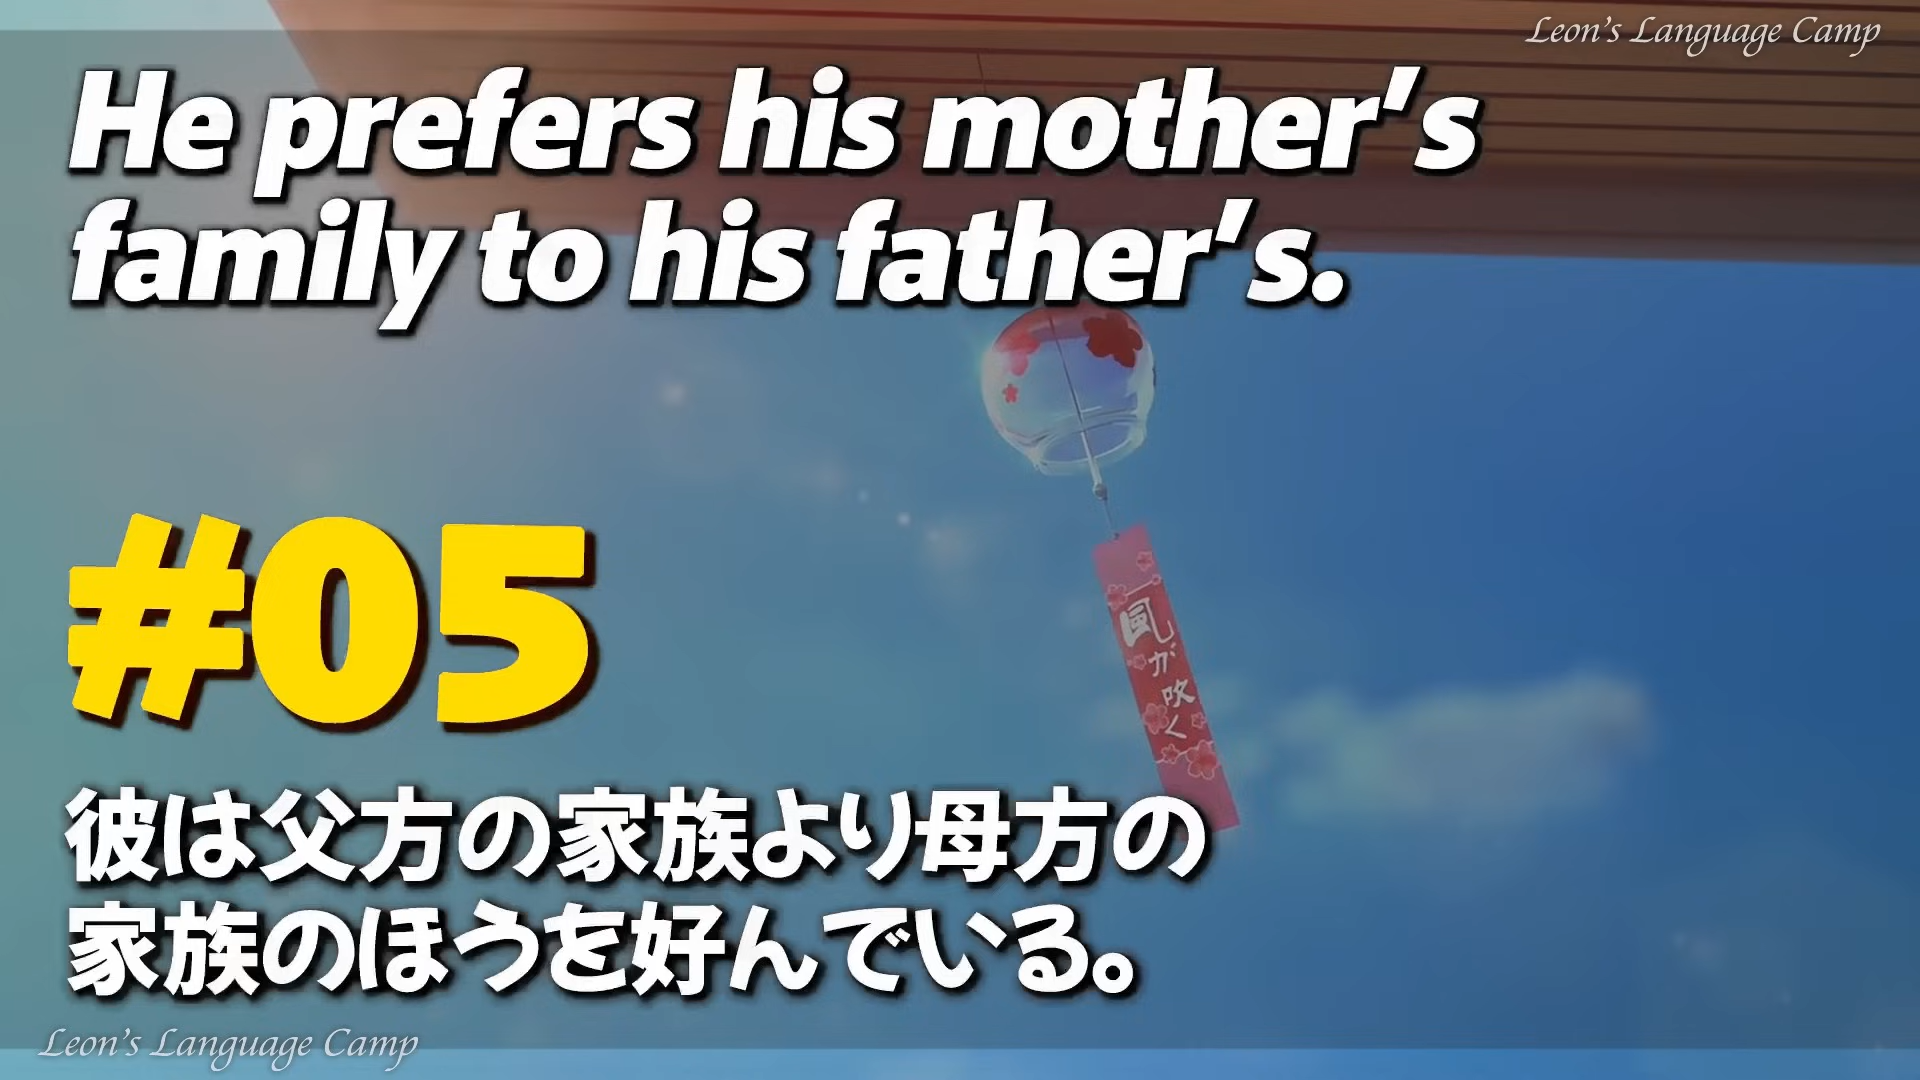 Leon's Language Camp
He prefers his mother's
family to his father's.
#05
風が吹く
彼は父方の家族より母方の
家族のほうを好んでいる。
Leon's Language Camp